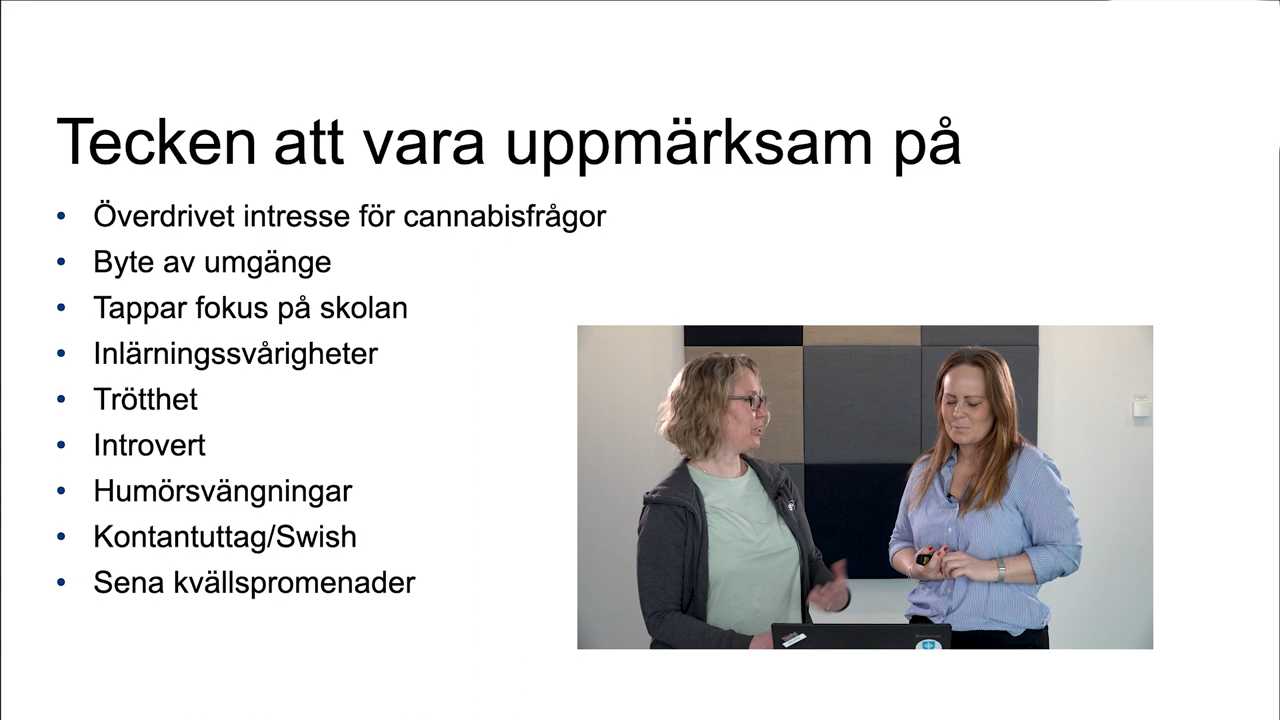 Tecken att vara uppmärksam på
• Överdrivet intresse för cannabisfrågor
• Byte av umgänge
• Tappar fokus på skolan
• Inlärningssvårigheter
• Trötthet
• Introvert
• Humörsvängningar
• Kontantuttag/Swish
• Sena kvällspromenader